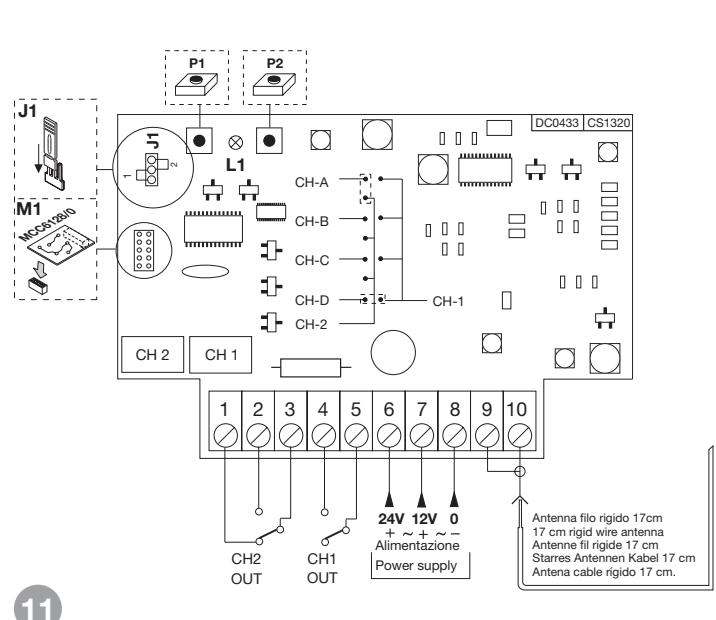 P1 P2
J1
DC0433 CS1320
J1
1 2
L1
M1
MCC6128/0
CH-A
CH-B
CH-C
CH-D
CH-1
CH-2
CH 2 CH 1
1 2 3 4 5 6 7 8 9 10
24V 12V 0
+ ~ + ~ –
Alimentazione
Power supply
CH2
OUT
CH1
OUT
Antenna filo rigido 17cm
17 cm rigid wire antenna
Antenne fil rigide 17 cm
Starres Antennen Kabel 17 cm
Antena cable rígido 17 cm.
11